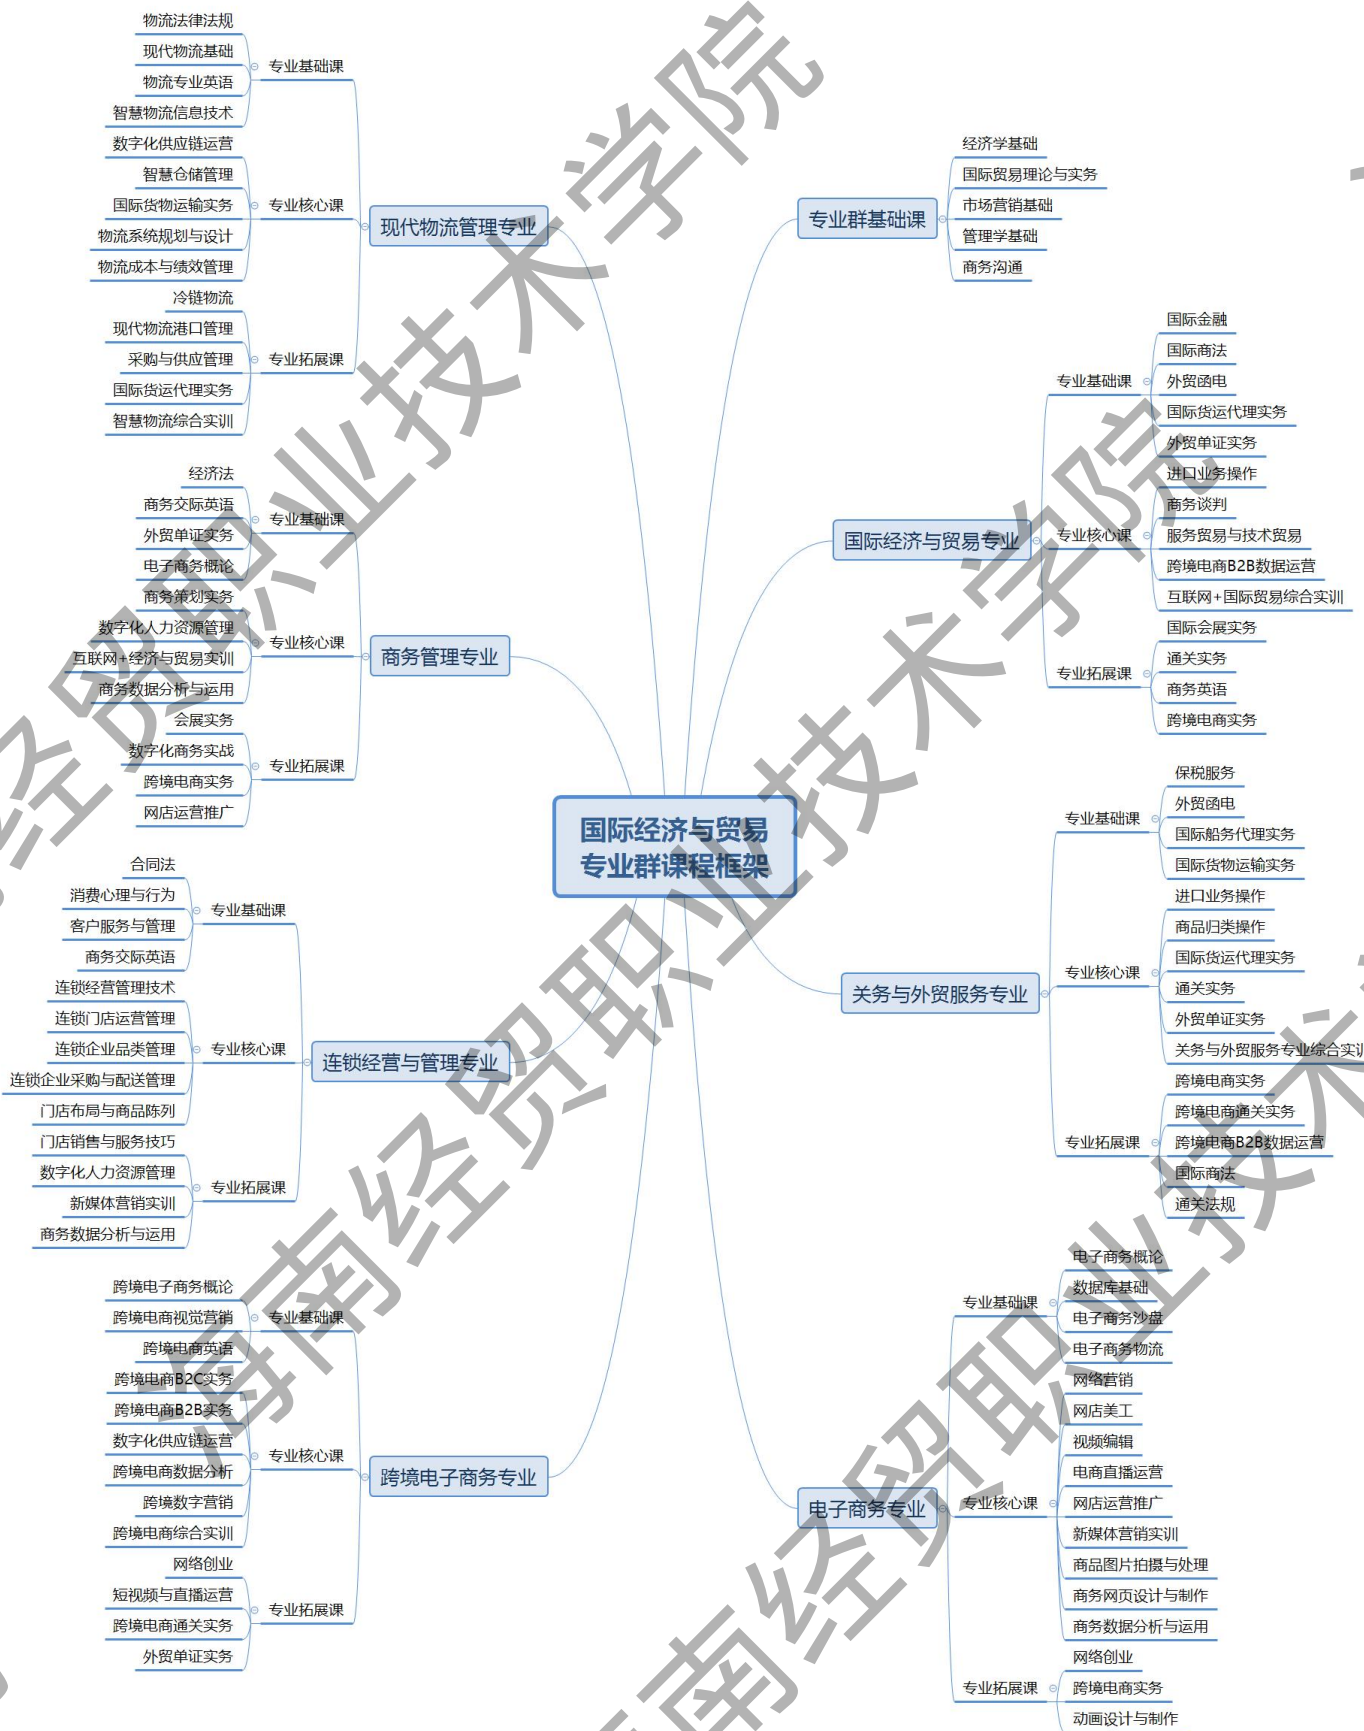 国际经济与贸易
专业群课程框架
现代物流管理专业
专业基础课
物流法律法规
现代物流基础
物流专业英语
智慧物流信息技术
专业核心课
数字化供应链运营
智慧仓储管理
国际货物运输实务
物流系统规划与设计
物流成本与绩效管理
专业拓展课
冷链物流
现代物流港口管理
采购与供应管理
国际货运代理实务
智慧物流综合实训
商务管理专业
专业基础课
经济法
商务交际英语
外贸单证实务
电子商务概论
专业核心课
商务策划实务
数字化人力资源管理
互联网+经济与贸易实训
商务数据分析与运用
专业拓展课
会展实务
数字化商务实战
跨境电商实务
网店运营推广
连锁经营与管理专业
专业基础课
合同法
消费心理与行为
客户服务与管理
商务交际英语
专业核心课
连锁经营管理技术
连锁门店运营管理
连锁企业品类管理
连锁企业采购与配送管理
门店布局与商品陈列
专业拓展课
门店销售与服务技巧
数字化人力资源管理
新媒体营销实训
商务数据分析与运用
跨境电子商务专业
专业基础课
跨境电子商务概论
跨境电商视觉营销
跨境电商英语
专业核心课
跨境电商B2C实务
跨境电商B2B实务
数字化供应链运营
跨境电商数据分析
跨境数字营销
跨境电商综合实训
专业拓展课
网络创业
短视频与直播运营
跨境电商通关实务
外贸单证实务
专业群基础课
经济学基础
国际贸易理论与实务
市场营销基础
管理学基础
商务沟通
国际经济与贸易专业
专业基础课
国际金融
国际商法
外贸函电
国际货运代理实务
外贸单证实务
专业核心课
进口业务操作
商务谈判
服务贸易与技术贸易
跨境电商B2B数据运营
互联网+国际贸易综合实训
专业拓展课
国际会展实务
通关实务
商务英语
跨境电商实务
关务与外贸服务专业
专业基础课
保税服务
外贸函电
国际船务代理实务
国际货物运输实务
专业核心课
进口业务操作
商品归类操作
国际货运代理实务
通关实务
外贸单证实务
关务与外贸服务专业综合实训
专业拓展课
跨境电商实务
跨境电商通关实务
跨境电商B2B数据运营
国际商法
通关法规
电子商务专业
专业基础课
电子商务概论
数据库基础
电子商务沙盘
电子商务物流
专业核心课
网络营销
网店美工
视频编辑
电商直播运营
网店运营推广
新媒体营销实训
商品图片拍摄与处理
商务网页设计与制作
商务数据分析与运用
专业拓展课
网络创业
跨境电商实务
动画设计与制作
海南经贸职业技术学院
经贸职业技术学院
南经贸职业技术